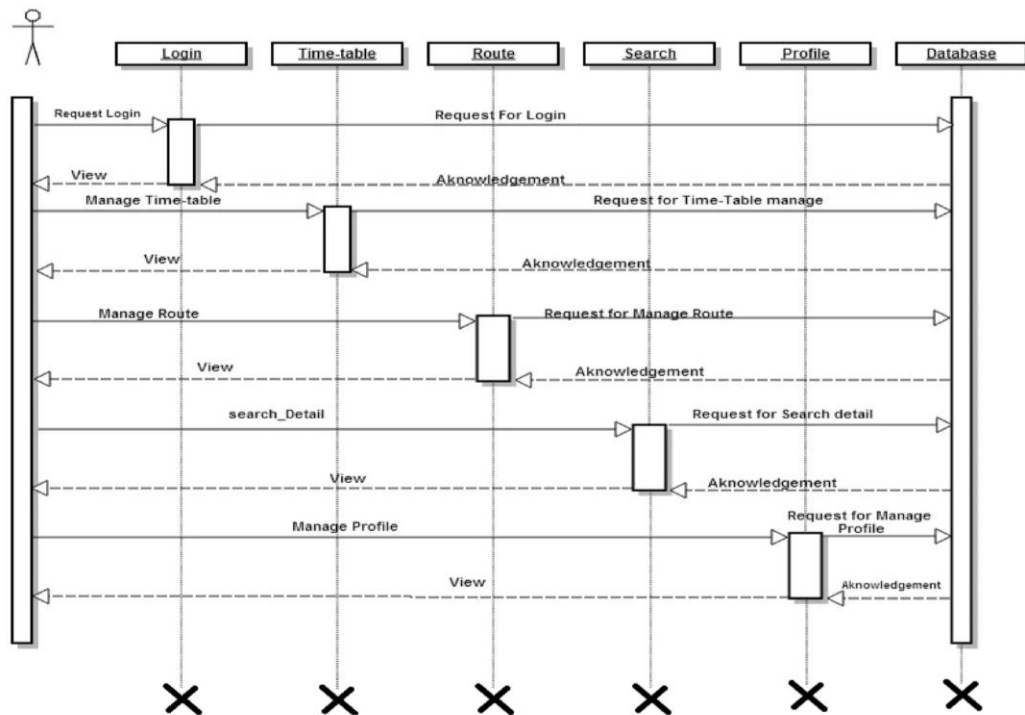 Login
Time-table
Route
Search
Profile
Database
Request Login
Request For Login
View
Aknowledgement
Manage Time-table
Request for Time-Table manage
View
Aknowledgement
Manage Route
Request for Manage Route
View
Aknowledgement
search_Detail
Request for Search detail
View
Aknowledgement
Manage Profile
Request for Manage
Profile
View
Aknowledgement